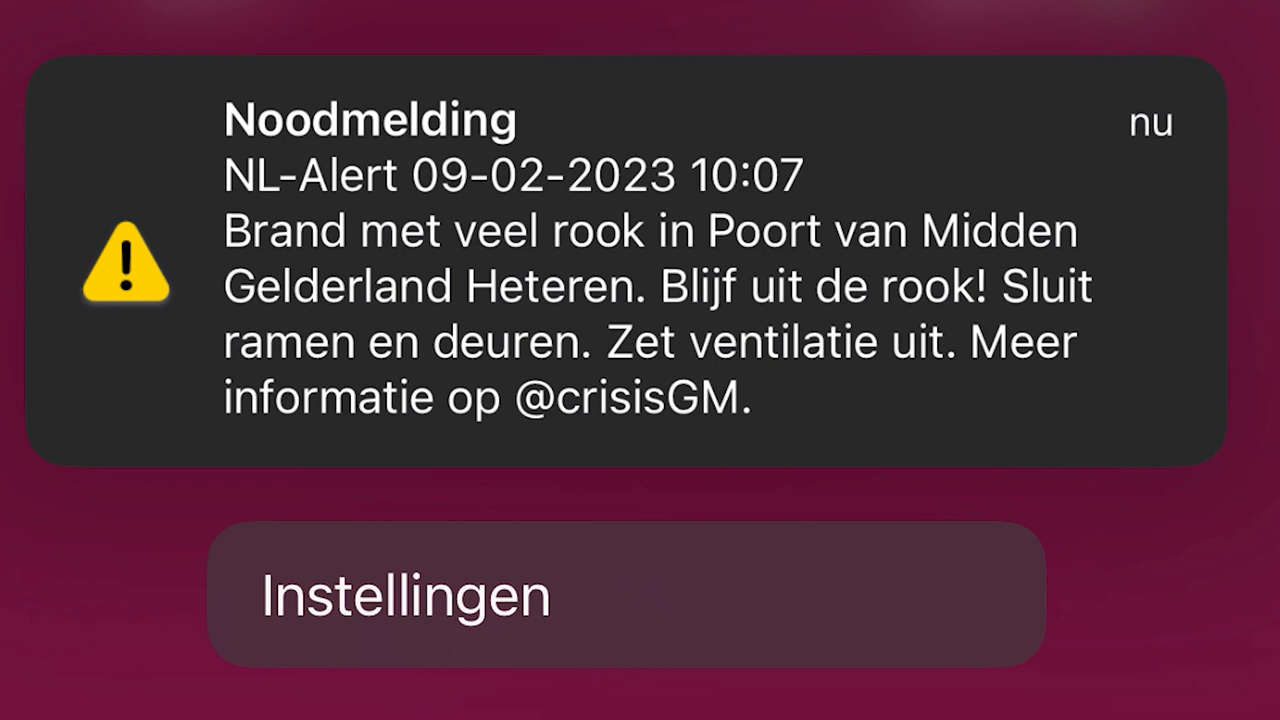 Noodmelding
nu
NL-Alert 09-02-2023 10:07
Brand met veel rook in Poort van Midden
Gelderland Heteren. Blijf uit de rook! Sluit
ramen en deuren. Zet ventilatie uit. Meer
informatie op @crisisGM.
Instellingen